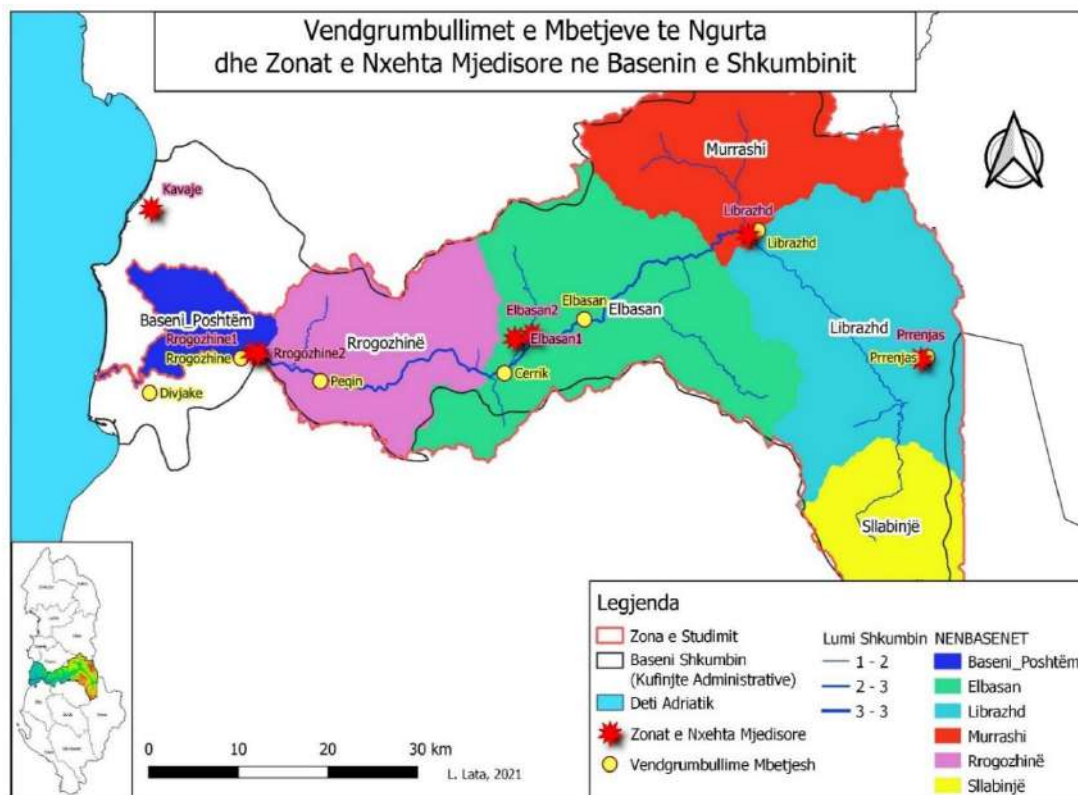 Vendgrumbullimet e Mbetjeve te Ngurta
dhe Zonat e Nxehta Mjedisore ne Basenin e Shkumbinit
Murrashi
Kavaje
Librazhd
Librazhd
Elbasan
Elbasan
Elbasan2
Elbasan1
Baseni_Poshtëm
Rrogozhinë
Librazhd
Rrogozhine1
Rrogozhine2
Rrogozhine
Prrenjas
Prrenjas
Peqin
Cerrik
Divjake
Sllabinjë
Legjenda
Zona e Studimit
Baseni Shkumbin
(Kufinjte Administrative)
Deti Adriatik
Zonat e Nxehta Mjedisore
Vendgrumbullime Mbetjesh
Lumi Shkumbin
1 - 2
2 - 3
3 - 3
NENBASENET
Baseni_Poshtëm
Elbasan
Librazhd
Murrashi
Rrogozhinë
Sllabinjë
0 10 20 30 km
L. Lata, 2021